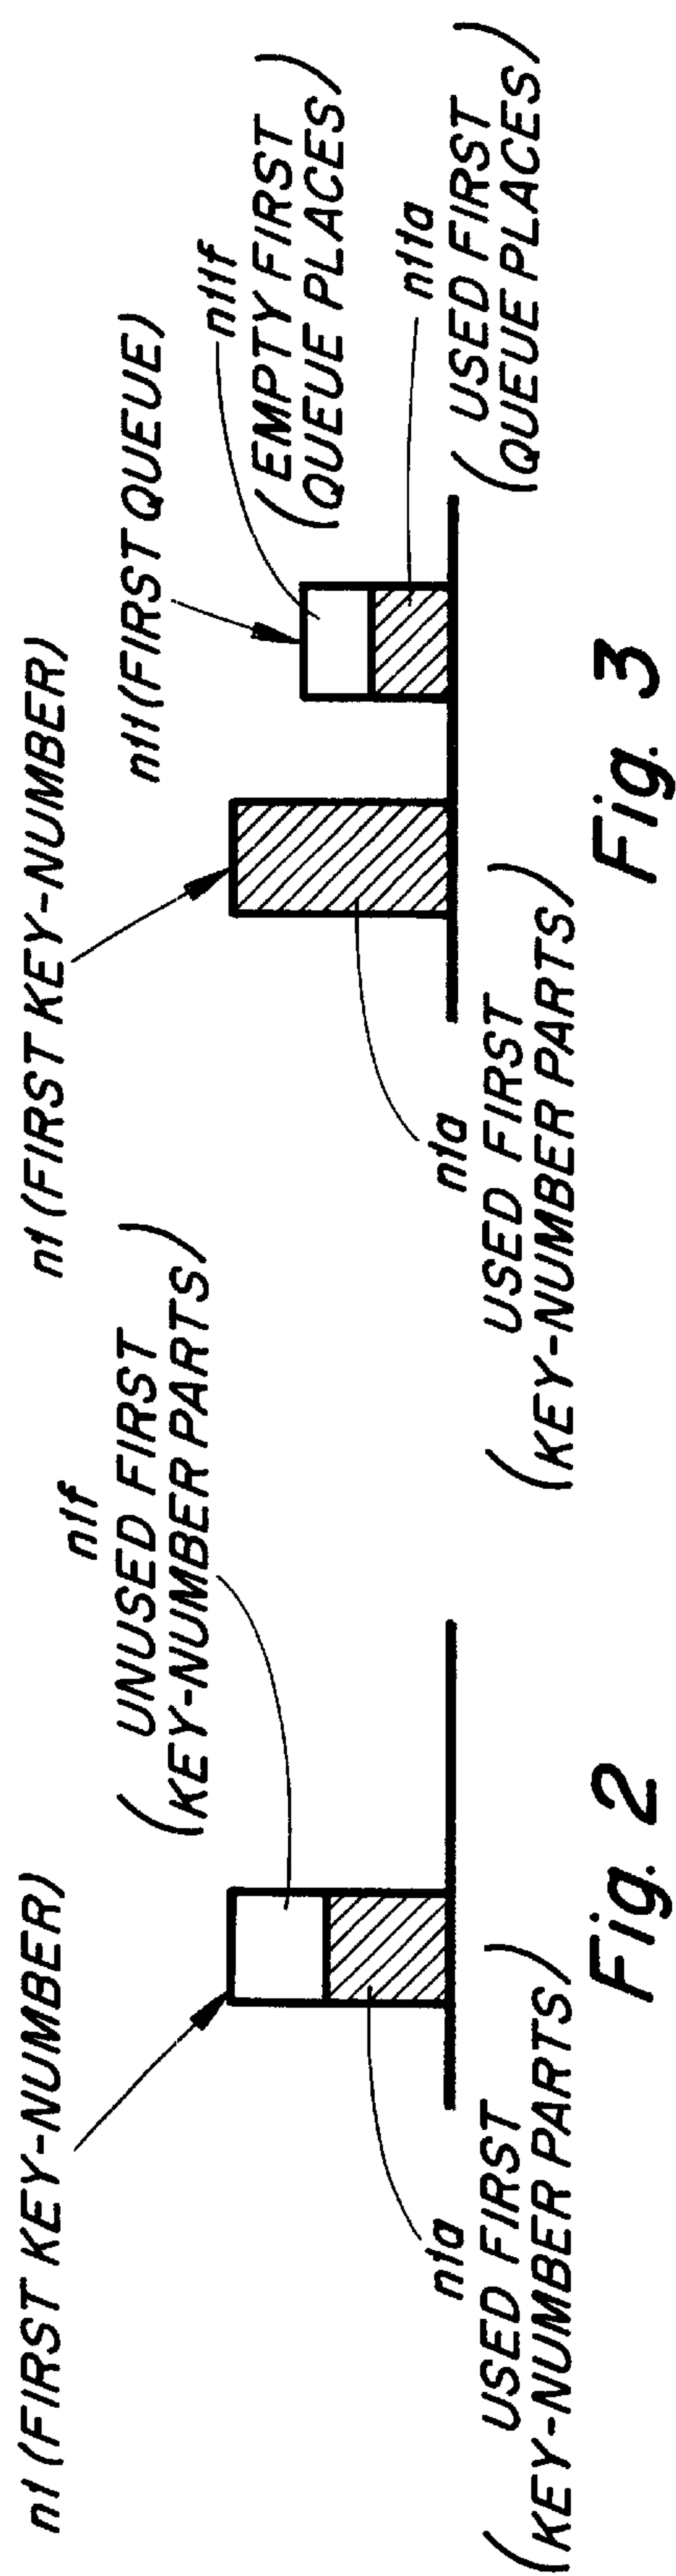 n1 (FIRST KEY-NUMBER)
n1f
(UNUSED FIRST
KEY-NUMBER PARTS)
n1a
(USED FIRST
KEY-NUMBER PARTS)
Fig. 2
n1 (FIRST KEY-NUMBER)
n11 (FIRST QUEUE)
n11f
(EMPTY FIRST
QUEUE PLACES)
n11a
(USED FIRST
QUEUE PLACES)
n1a
(USED FIRST
KEY-NUMBER PARTS)
Fig. 3